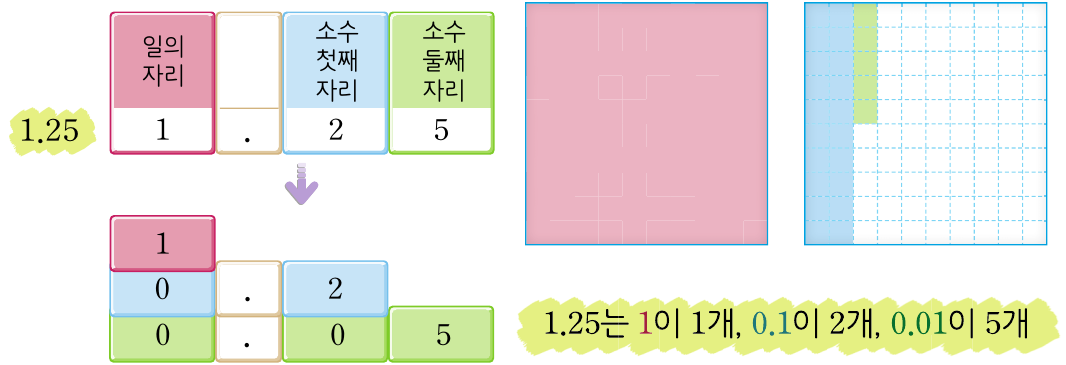 1.25
일의
자리
소수
첫째
자리
소수
둘째
자리
1 . 2 5
1
0 . 2
0 . 0 5
1.25는 1이 1개, 0.1이 2개, 0.01이 5개